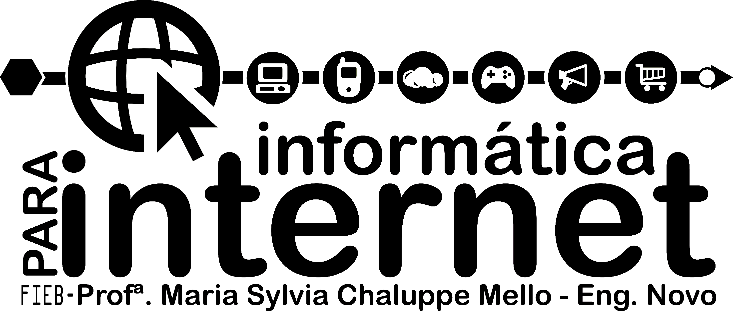 informática
PARA
internet
FIEB-Profª. Maria Sylvia Chaluppe Mello - Eng. Novo